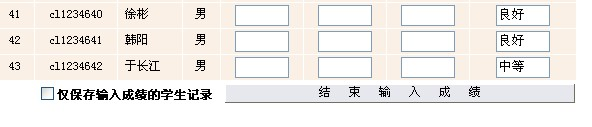 41 cl1234640 徐彬 男 良好
42 cl1234641 韩阳 男 良好
43 cl1234642 于长江 男 中等
仅保存输入成绩的学生记录 结 束 输 入 成 绩